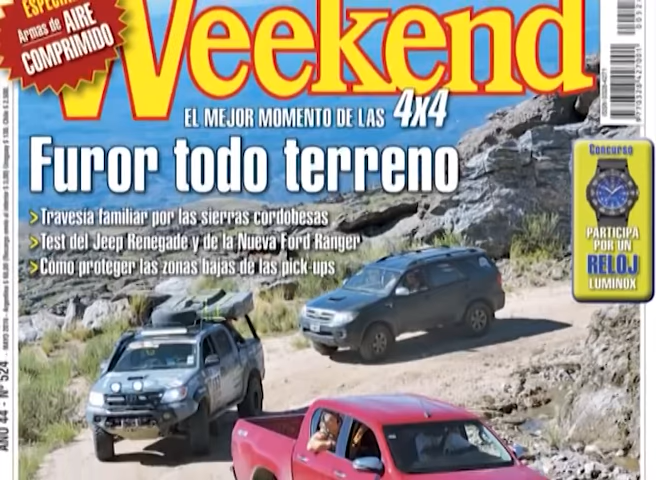 ESPECIAL
Armas de AIRE
COMPRIMIDO
Weekend
EL MEJOR MOMENTO DE LAS 4x4
Furor todo terreno
>Travesía familiar por las sierras cordobesas
>Test del Jeep Renegade y de la Nueva Ford Ranger
>Cómo proteger las zonas bajas de las pick-ups
Concurso
PARTICIPA
POR UN
RELOJ
LUMINOX
AÑO 44 - Nº 524